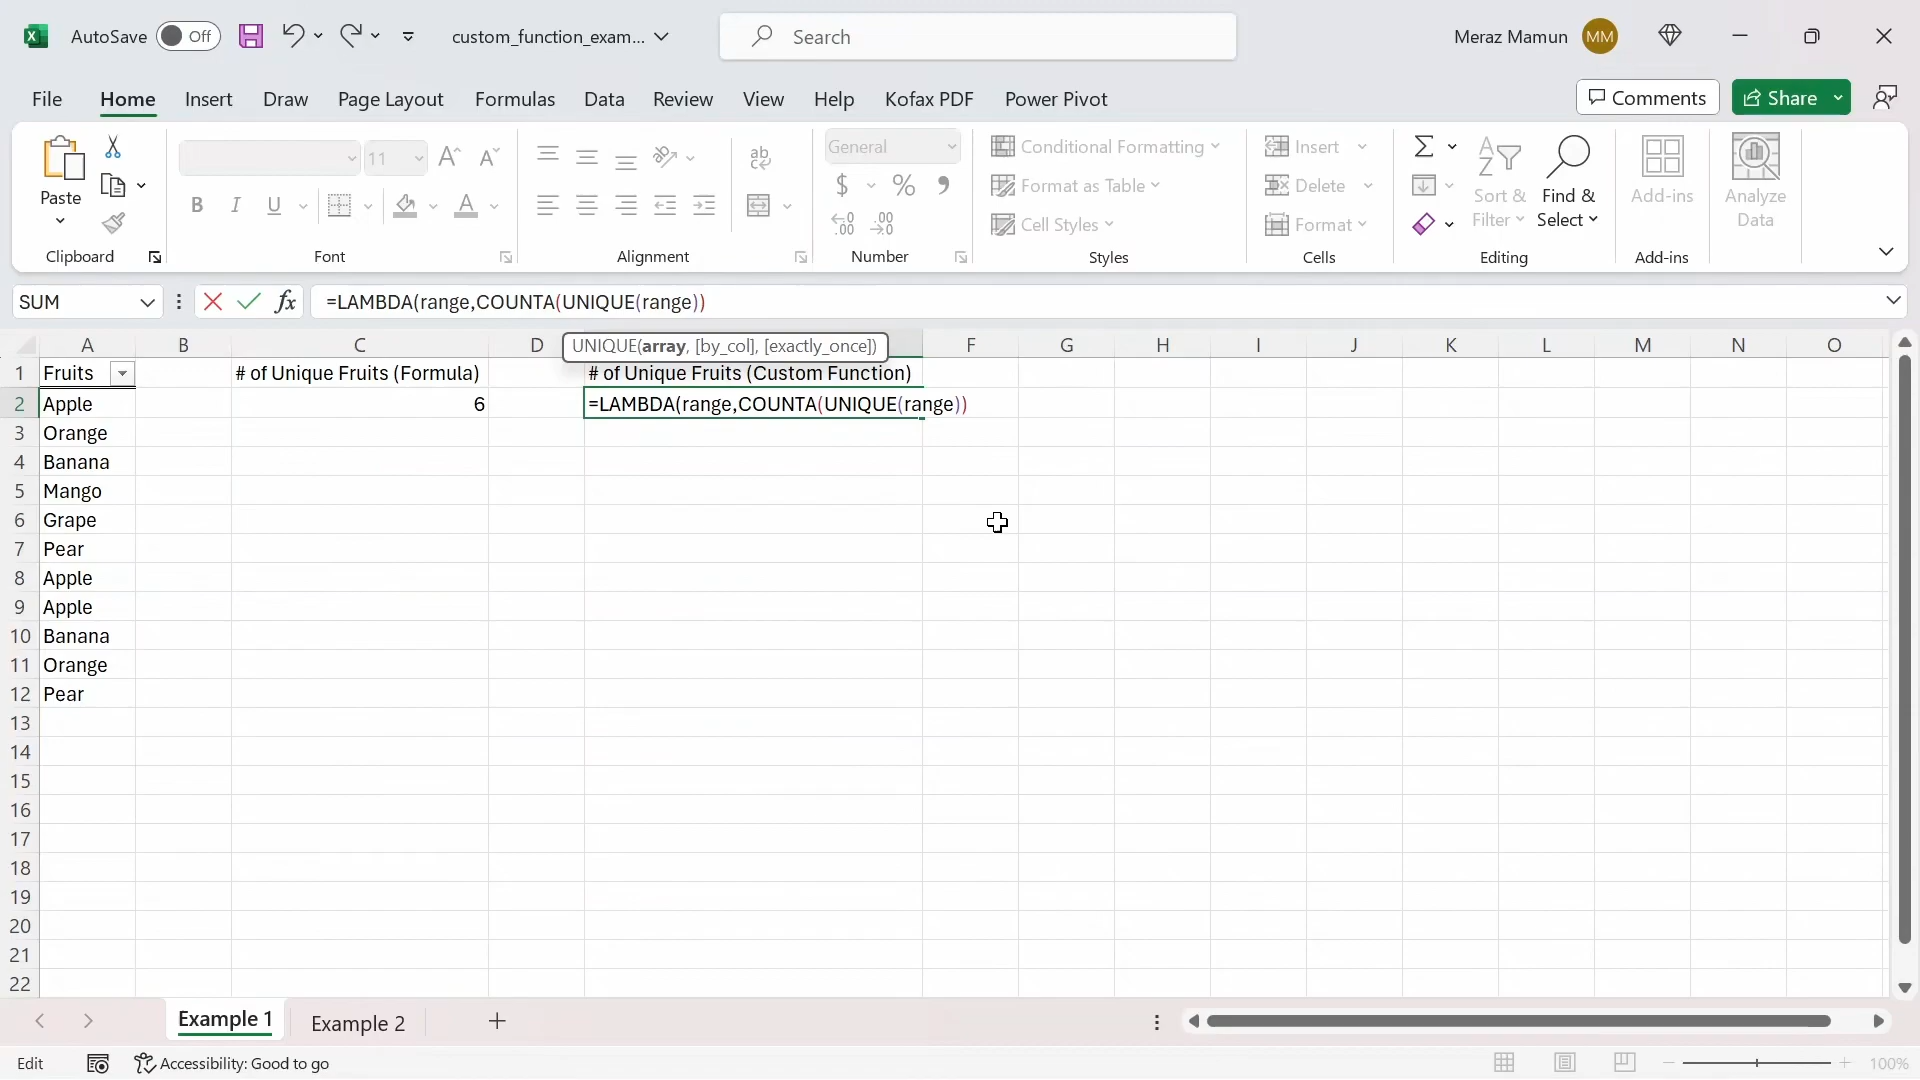 AutoSave Off custom_function_exam... Search Meraz Mamun MM
File Home Insert Draw Page Layout Formulas Data Review View Help Kofax PDF Power Pivot Comments Share
Paste
Clipboard
11
B I U A
Font
ab
Alignment
General
$ % 9
Number
Conditional Formatting
Format as Table
Cell Styles
Styles
Insert
Delete
Format
Cells
Sort &
Filter
Find &
Select
Editing
Add-ins
Add-ins
Analyze
Data
SUM fx =LAMBDA(range,COUNTA(UNIQUE(range))
UNIQUE(array, [by_col], [exactly_once])
A B C D F G H I J K L M N O
1 Fruits # of Unique Fruits (Formula) # of Unique Fruits (Custom Function)
2 Apple 6 =LAMBDA(range,COUNTA(UNIQUE(range))
3 Orange
4 Banana
5 Mango
6 Grape
7 Pear
8 Apple
9 Apple
10 Banana
11 Orange
12 Pear
13
14
15
16
17
18
19
20
21
22
Example 1 Example 2
Edit Accessibility: Good to go 100%